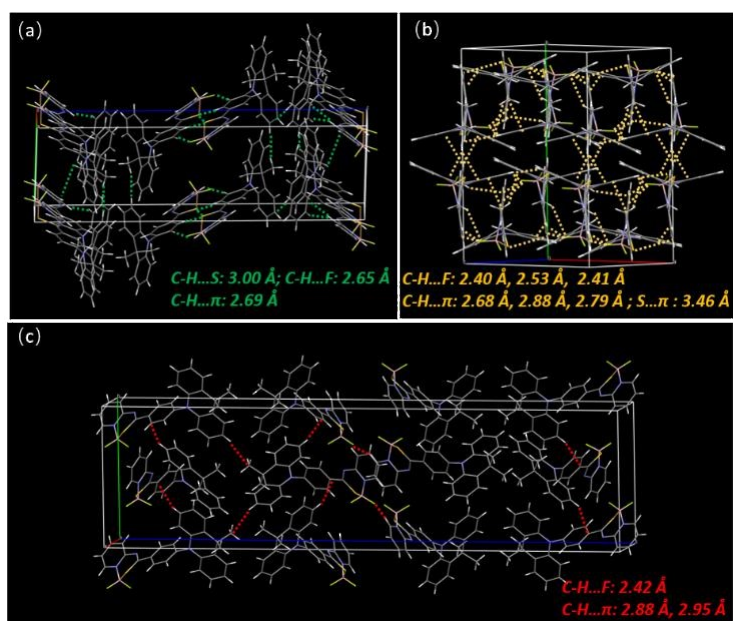 (a)
C-H...S: 3.00 Å; C-H...F: 2.65 Å
C-H...π: 2.69 Å
(b)
C-H...F: 2.40 Å, 2.53 Å, 2.41 Å
C-H...π: 2.68 Å, 2.88 Å, 2.79 Å ; S...π : 3.46 Å
(c)
C-H...F: 2.42 Å
C-H...π: 2.88 Å, 2.95 Å